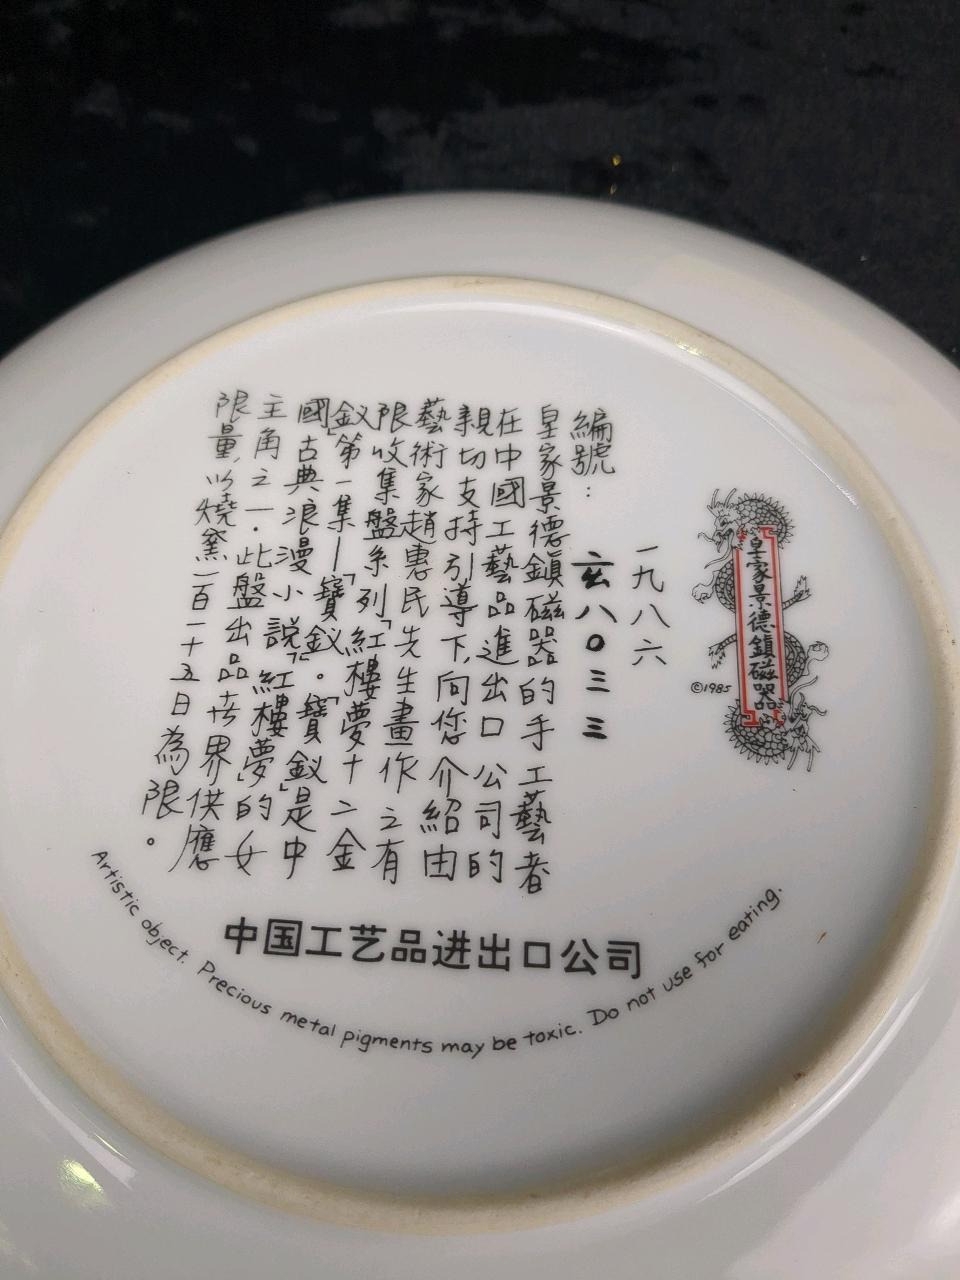 皇家景德鎮磁器
©1985
一九八六
編號:
八〇三三
皇家景德鎮磁器的手工藝者
在中國工藝品進出口公司的
親切支持引導下,向您介紹由
藝術家趙惠民先生畫作之有
限收集盤系列「紅樓夢十二金
釵」第一集—「寶釵」。「寶釵」是中
國古典浪漫小說「紅樓夢」的女
主角之一.此盤出品世界供應
限量,以燒窯一百一十五日為限。
中国工艺品进出口公司
Artistic object. Precious metal pigments may be toxic. Do not use for eating.